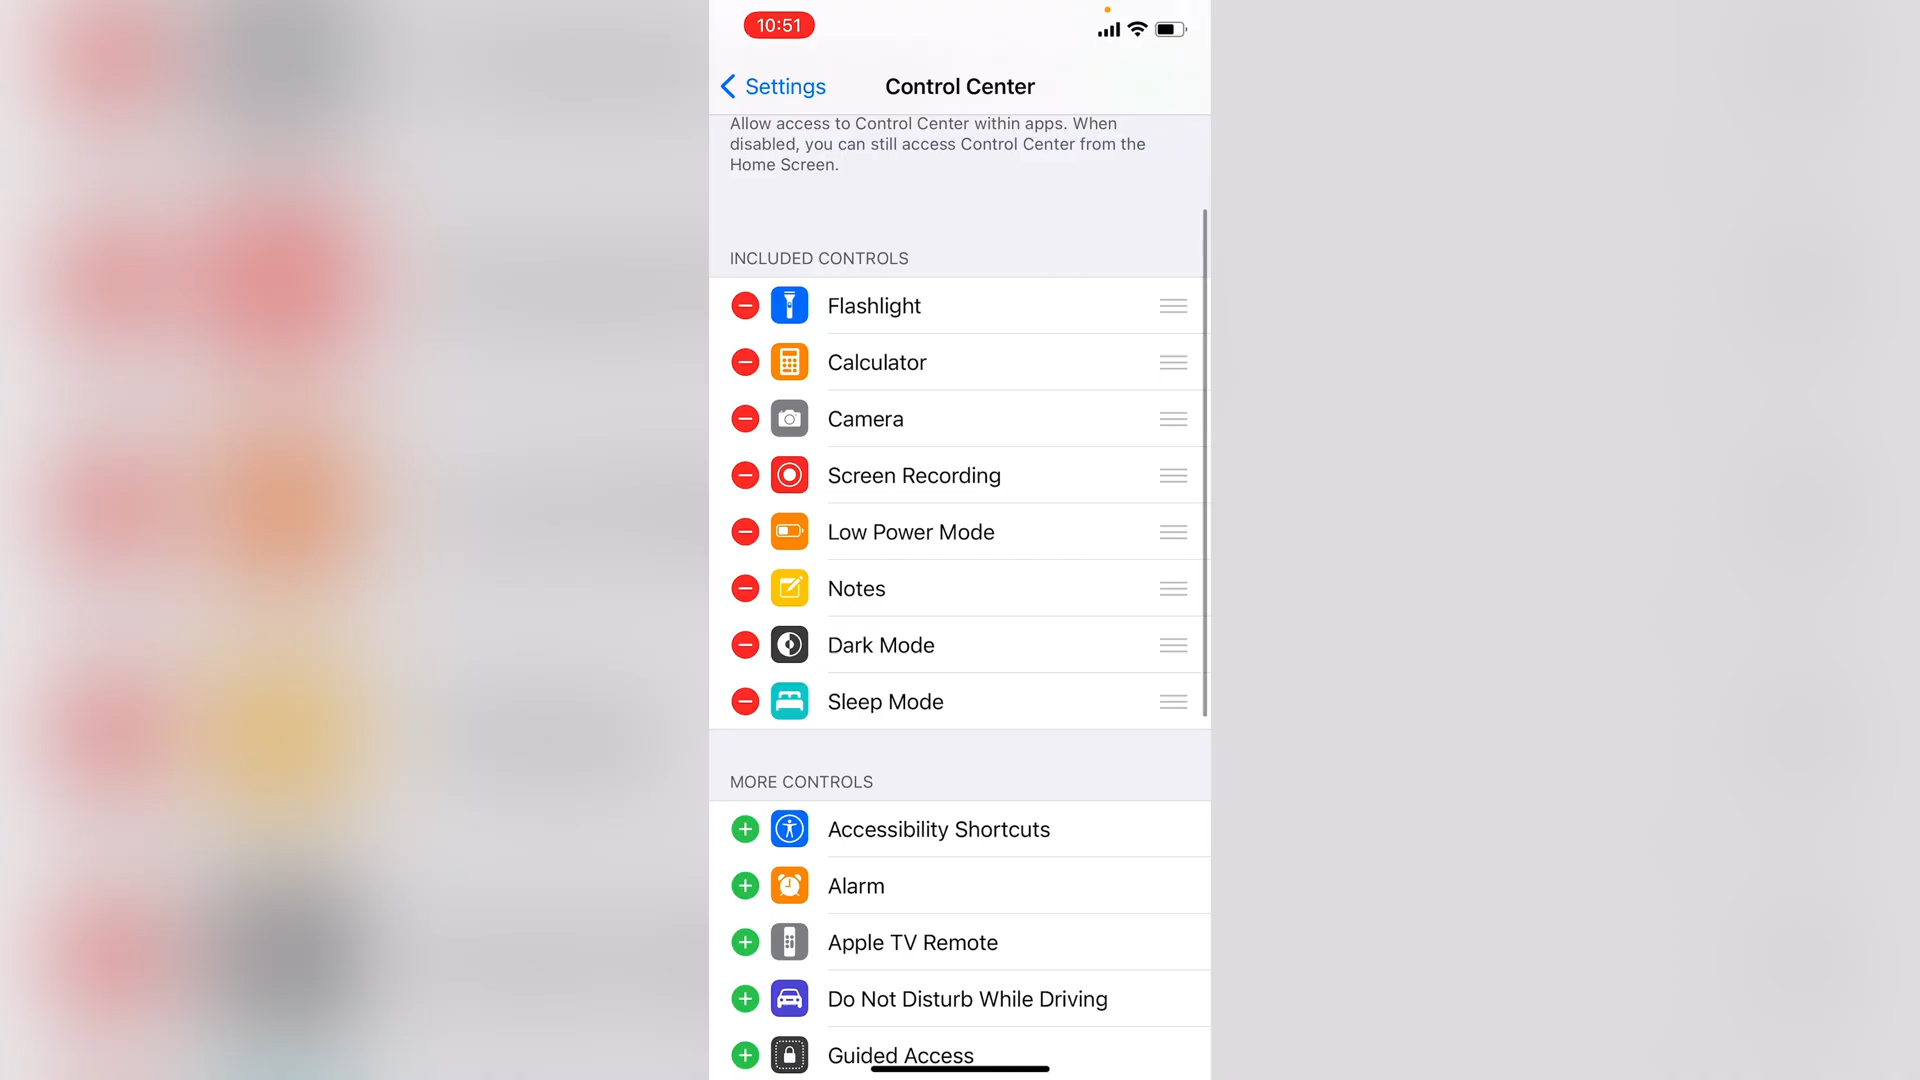 10:51
Settings
Control Center
Allow access to Control Center within apps. When
disabled, you can still access Control Center from the
Home Screen.
INCLUDED CONTROLS
Flashlight
Calculator
Camera
Screen Recording
Low Power Mode
Notes
Dark Mode
Sleep Mode
MORE CONTROLS
Accessibility Shortcuts
Alarm
Apple TV Remote
Do Not Disturb While Driving
Guided Access